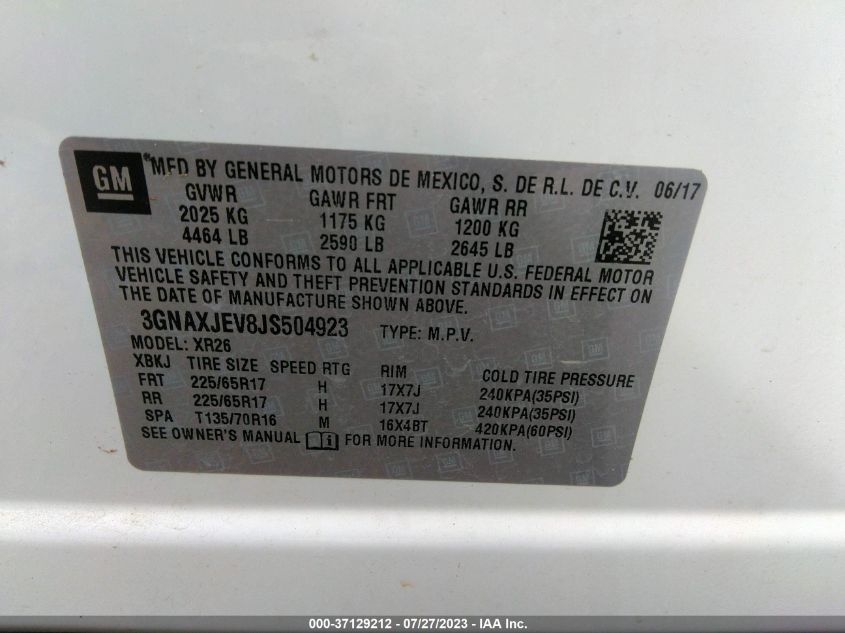 GM *MFD BY GENERAL MOTORS DE MEXICO, S. DE R.L. DE C.V. 06/17
GVWR GAWR FRT GAWR RR
2025 KG 1175 KG 1200 KG
4464 LB 2590 LB 2645 LB
THIS VEHICLE CONFORMS TO ALL APPLICABLE U.S. FEDERAL MOTOR
VEHICLE SAFETY AND THEFT PREVENTION STANDARDS IN EFFECT ON
THE DATE OF MANUFACTURE SHOWN ABOVE.
3GNAXJEV8JS504923 TYPE: M.P.V.
MODEL: XR26
XBKJ TIRE SIZE SPEED RTG RIM COLD TIRE PRESSURE
FRT 225/65R17 H 17X7J 240KPA(35PSI)
RR 225/65R17 H 17X7J 240KPA(35PSI)
SPA T135/70R16 M 16X4BT 420KPA(60PSI)
SEE OWNER'S MANUAL FOR MORE INFORMATION.
000-37129212 - 07/27/2023 - IAA Inc.